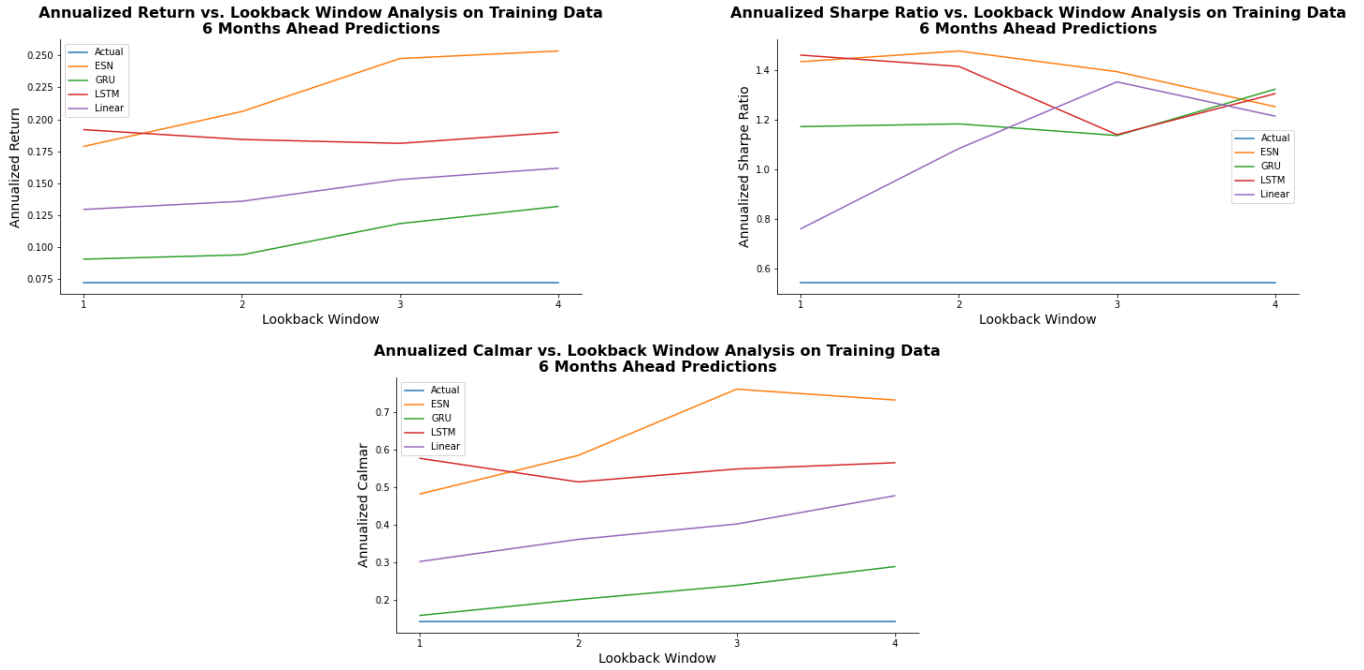 Annualized Return vs. Lookback Window Analysis on Training Data
6 Months Ahead Predictions
Annualized Return
0.250
0.225
0.200
0.175
0.150
0.125
0.100
0.075
Actual
ESN
GRU
LSTM
Linear
1
2
3
4
Lookback Window
Annualized Sharpe Ratio vs. Lookback Window Analysis on Training Data
6 Months Ahead Predictions
Annualized Sharpe Ratio
1.4
1.2
1.0
0.8
0.6
Actual
ESN
GRU
LSTM
Linear
1
2
3
4
Lookback Window
Annualized Calmar vs. Lookback Window Analysis on Training Data
6 Months Ahead Predictions
Annualized Calmar
0.7
0.6
0.5
0.4
0.3
0.2
Actual
ESN
GRU
LSTM
Linear
1
2
3
4
Lookback Window